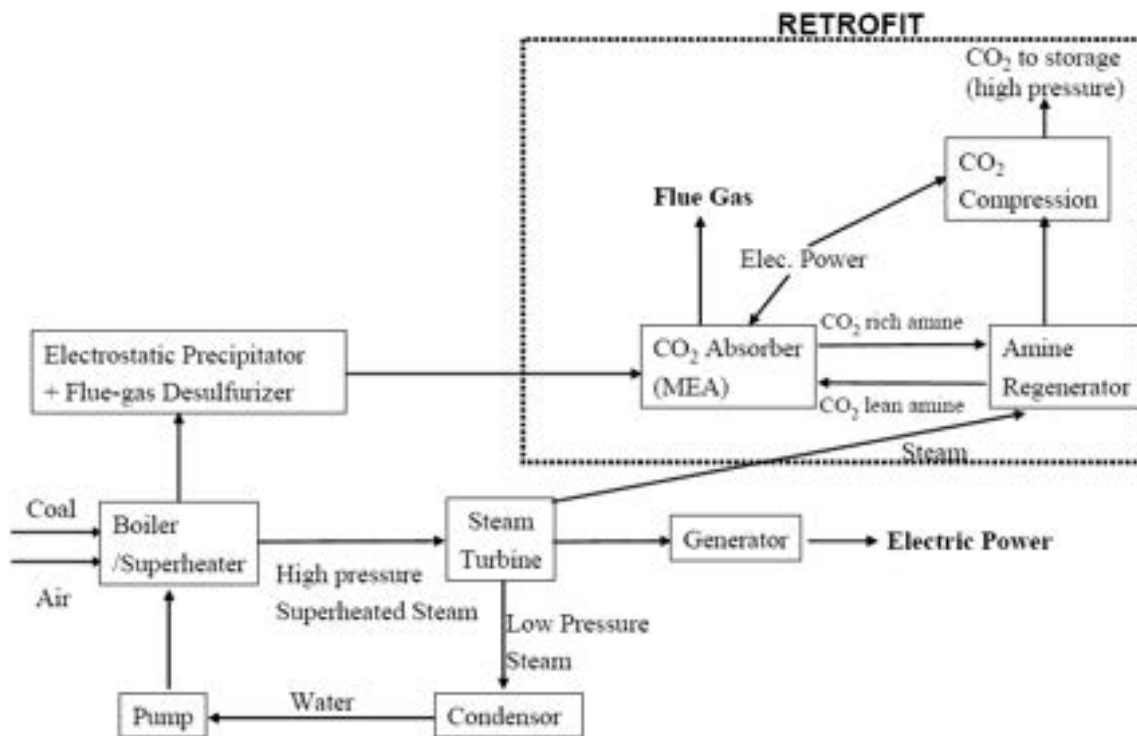 RETROFIT
CO₂ to storage
(high pressure)
CO₂
Compression
Flue Gas
Elec. Power
CO₂ rich amine
Electrostatic Precipitator
+ Flue-gas Desulfurizer
CO₂ Absorber
(MEA)
Amine
Regenerator
CO₂ lean amine
Steam
Coal
Boiler
/Superheater
Air
Steam
Turbine
Generator
Electric Power
High pressure
Superheated Steam
Low Pressure
Steam
Pump
Water
Condensor